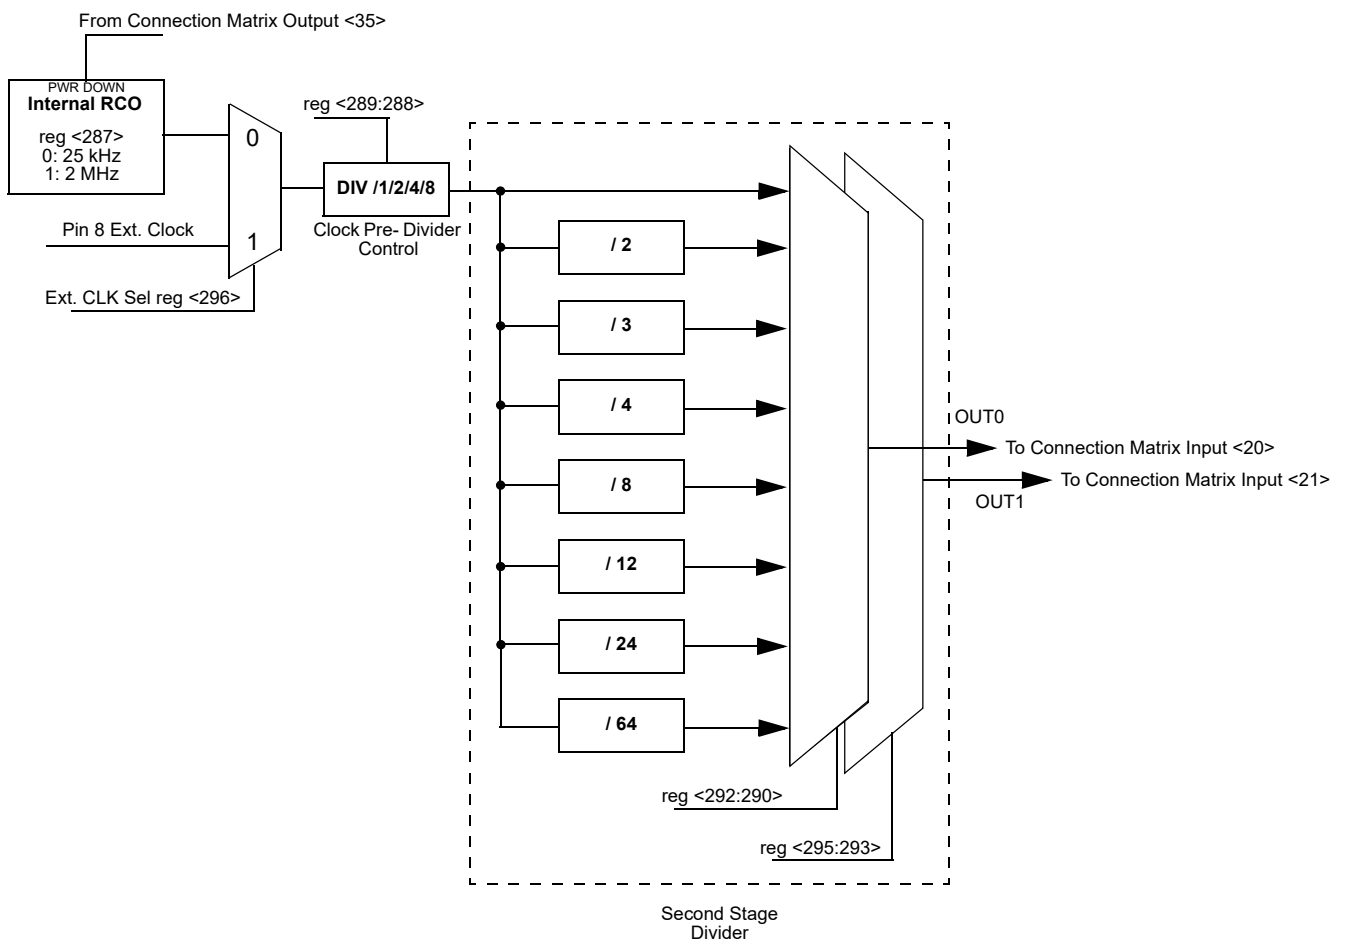 From Connection Matrix Output <35>
PWR DOWN
Internal RCO
reg <287>
0: 25 kHz
1: 2 MHz
0
Pin 8 Ext. Clock
1
Ext. CLK Sel reg <296>
reg <289:288>
DIV /1/2/4/8
Clock Pre- Divider
Control
/ 2
/ 3
/ 4
/ 8
/ 12
/ 24
/ 64
OUT0
To Connection Matrix Input <20>
To Connection Matrix Input <21>
OUT1
reg <292:290>
reg <295:293>
Second Stage
Divider